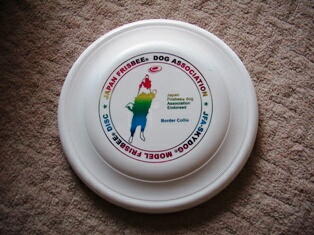 JAPAN FRISBEE® DOG ASSOCIATION
JFA-SKYDOG® MODEL FRISBEE® DISC
Japan
Frisbee® dog
Association
Endorsed
Border Collie